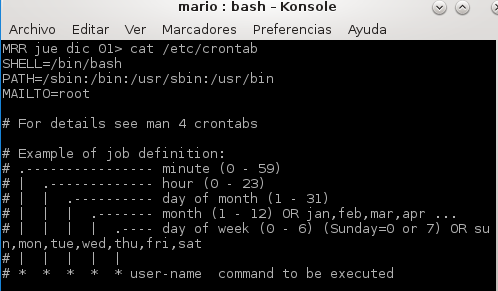 mario : bash – Konsole
Archivo Editar Ver Marcadores Preferencias Ayuda
MRR jue dic 01> cat /etc/crontab
SHELL=/bin/bash
PATH=/sbin:/bin:/usr/sbin:/usr/bin
MAILTO=root

# For details see man 4 crontabs

# Example of job definition:
# .---------------- minute (0 - 59)
# |  .------------- hour (0 - 23)
# |  |  .---------- day of month (1 - 31)
# |  |  |  .------- month (1 - 12) OR jan,feb,mar,apr ...
# |  |  |  |  .---- day of week (0 - 6) (Sunday=0 or 7) OR su
n,mon,tue,wed,thu,fri,sat
# |  |  |  |  |
# *  *  *  *  * user-name  command to be executed